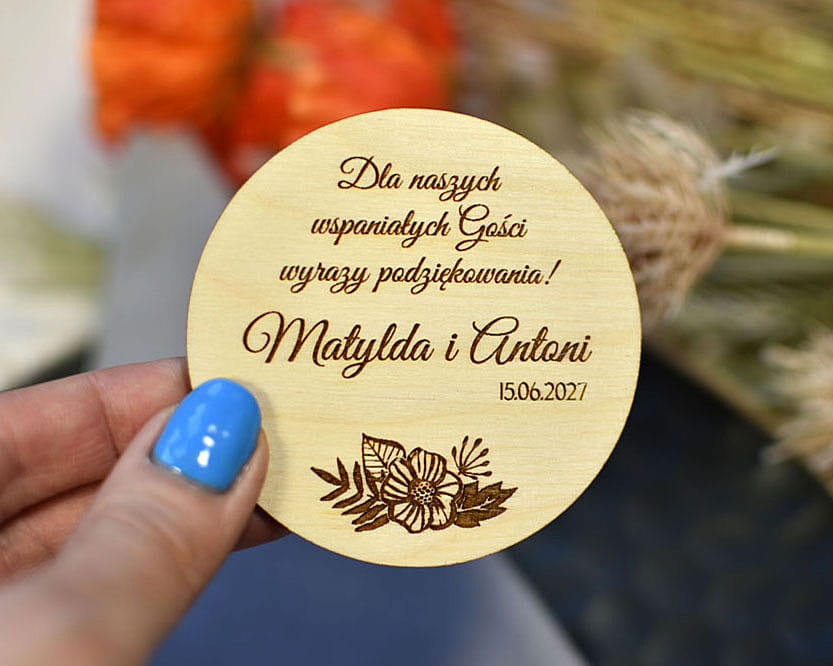 Dla naszych
wspaniałych Gości
wyrazy podziękowania!
Matylda i Antoni
15.06.2027